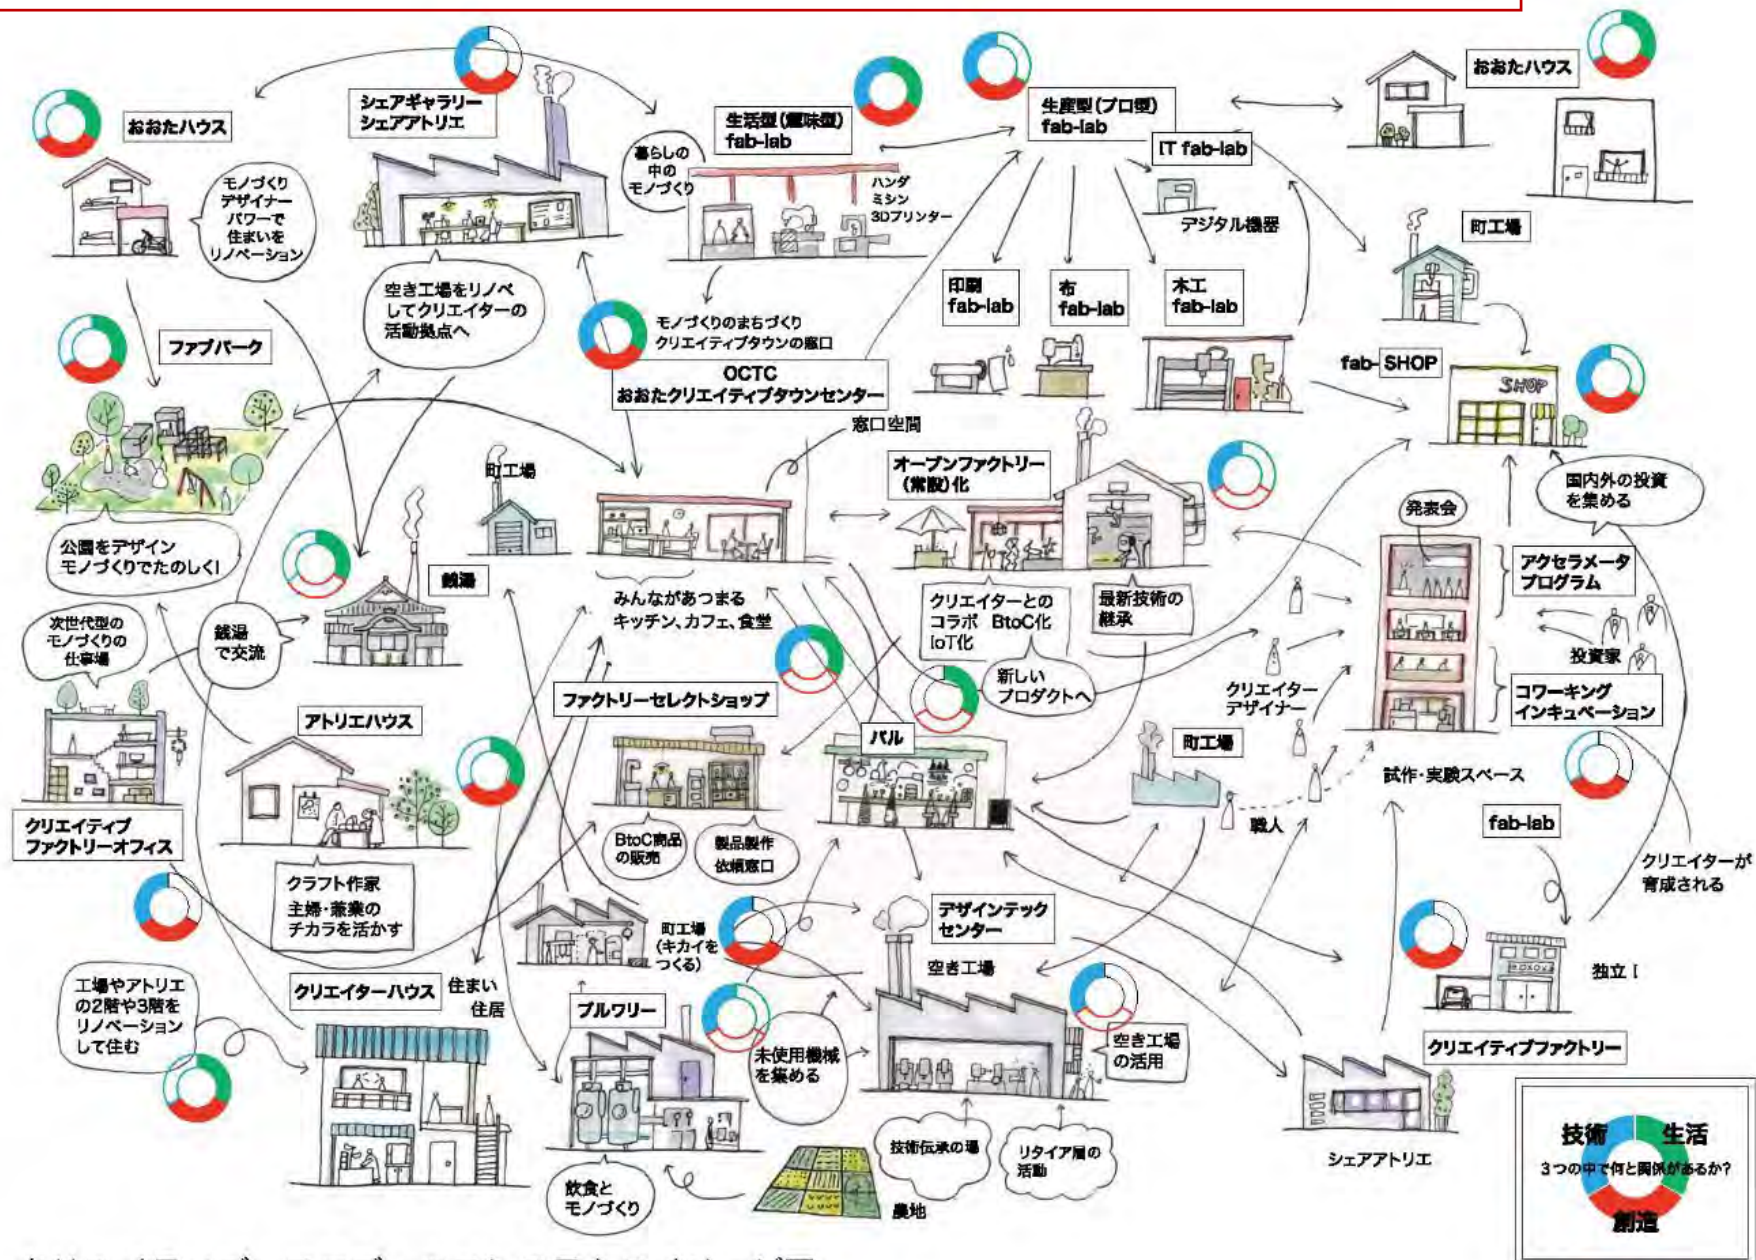 おおたハウス
シェアギャラリー
シェアアトリエ
生活型(趣味型)
fab-lab
生産型(プロ型)
fab-lab
IT fab-lab
おおたハウス
モノづくり
デザイナー
パワーで
住まいを
リノベーション
暮らしの
中の
モノづくり
ハンダ
ミシン
3Dプリンター
デジタル機器
町工場
空き工場をリノベ
してクリエイターの
活動拠点へ
印刷
fab-lab
布
fab-lab
木工
fab-lab
ファブパーク
モノづくりのまちづくり
クリエイティブタウンの窓口
OCTC
おおたクリエイティブタウンセンター
fab-SHOP
SHOP
窓口空間
町工場
オープンファクトリー
(常設)化
国内外の投資
を集める
発表会
公園をデザイン
モノづくりでたのしく!
銭湯
アクセラメータ
プログラム
みんながあつまる
キッチン、カフェ、食堂
クリエイターとの
コラボ BtoC化
IoT化
最新技術の
継承
次世代型の
モノづくりの
仕事場
銭湯
で交流
投資家
新しい
プロダクトへ
クリエイター
デザイナー
コワーキング
インキュベーション
アトリエハウス
ファクトリーセレクトショップ
バル
町工場
試作・実験スペース
クリエイティブ
ファクトリーオフィス
BtoC商品
の販売
製品製作
依頼窓口
職人
fab-lab
クリエイターが
育成される
クラフト作家
主婦・兼業の
チカラを活かす
町工場
(キカイを
つくる)
デザインテック
センター
空き工場
独立!
工場やアトリエ
の2階や3階を
リノベーション
して住む
クリエイターハウス
住まい
住居
ブルワリー
未使用機械
を集める
空き工場
の活用
クリエイティブファクトリー
技術伝承の場
リタイア層の
活動
シェアアトリエ
飲食と
モノづくり
農地
技術
生活
3つの中で何と関係があるか?
創造